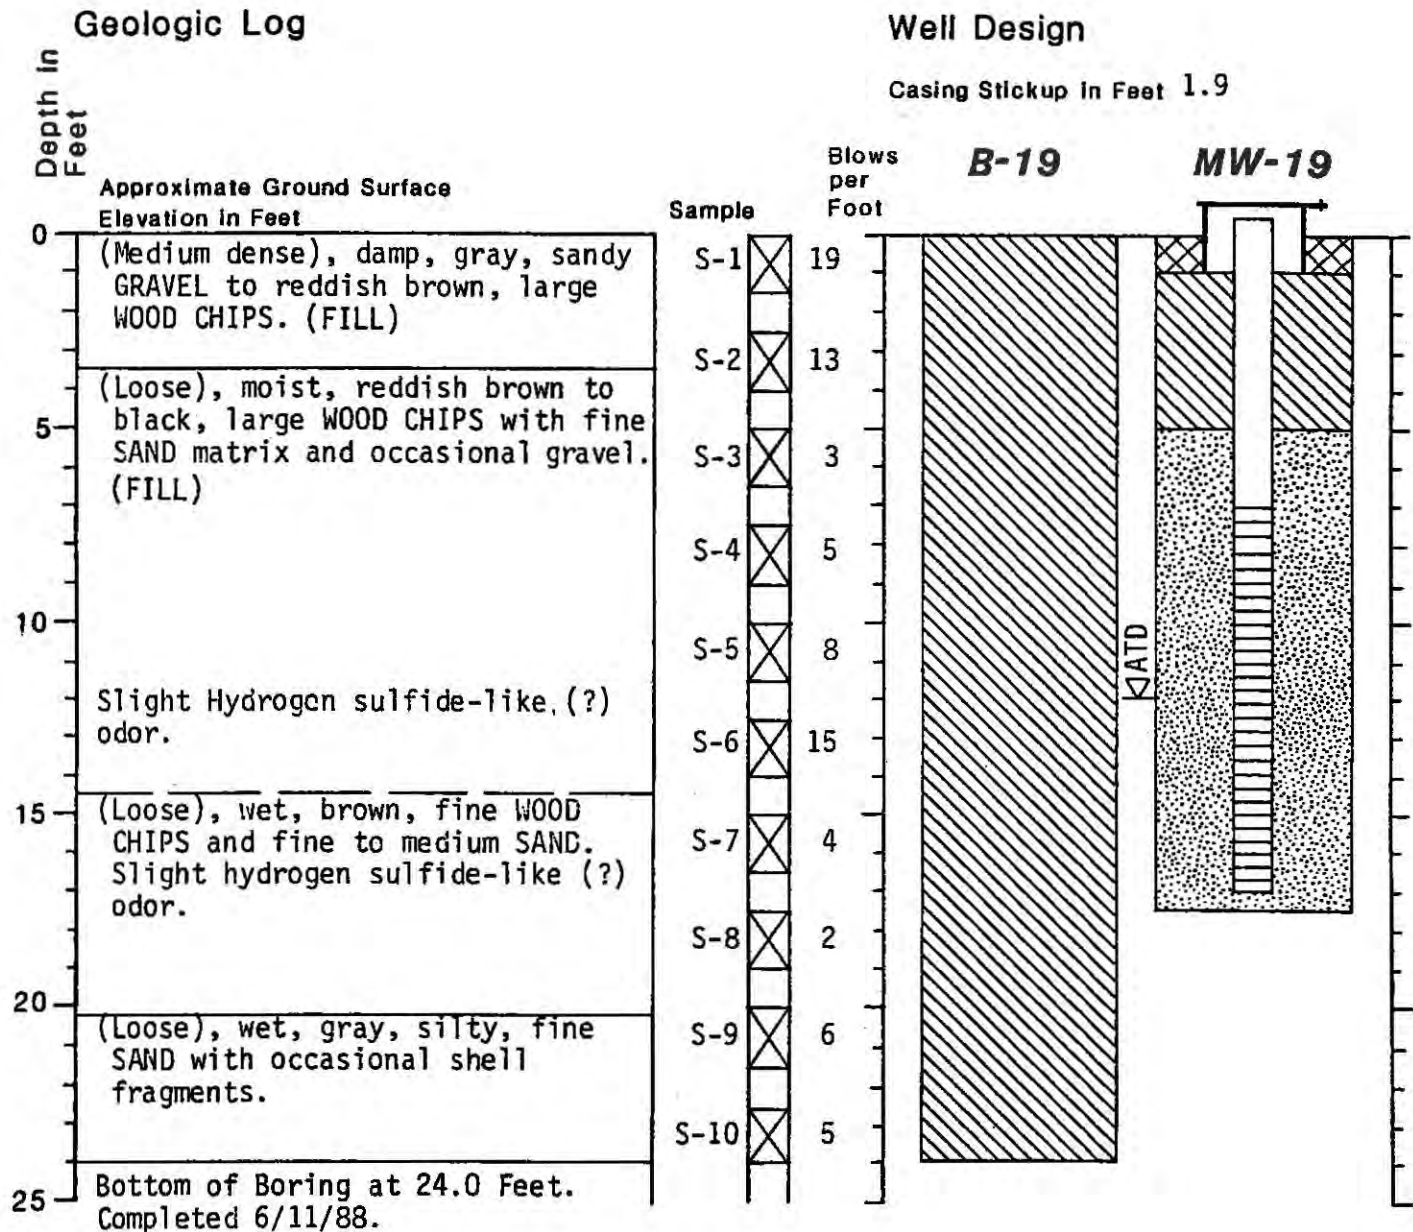 Geologic Log
Well Design
Casing Stickup in Feet 1.9
Depth in
Feet
Approximate Ground Surface
Elevation in Feet
Sample
Blows
per
Foot
B-19
MW-19
0
(Medium dense), damp, gray, sandy
GRAVEL to reddish brown, large
WOOD CHIPS. (FILL)
S-1 19
S-2 13
(Loose), moist, reddish brown to
black, large WOOD CHIPS with fine
SAND matrix and occasional gravel.
(FILL)
5
S-3 3
S-4 5
10
S-5 8
ATD
Slight Hydrogen sulfide-like (?)
odor.
S-6 15
15
(Loose), wet, brown, fine WOOD
CHIPS and fine to medium SAND.
Slight hydrogen sulfide-like (?)
odor.
S-7 4
S-8 2
20
(Loose), wet, gray, silty, fine
SAND with occasional shell
fragments.
S-9 6
S-10 5
25
Bottom of Boring at 24.0 Feet.
Completed 6/11/88.